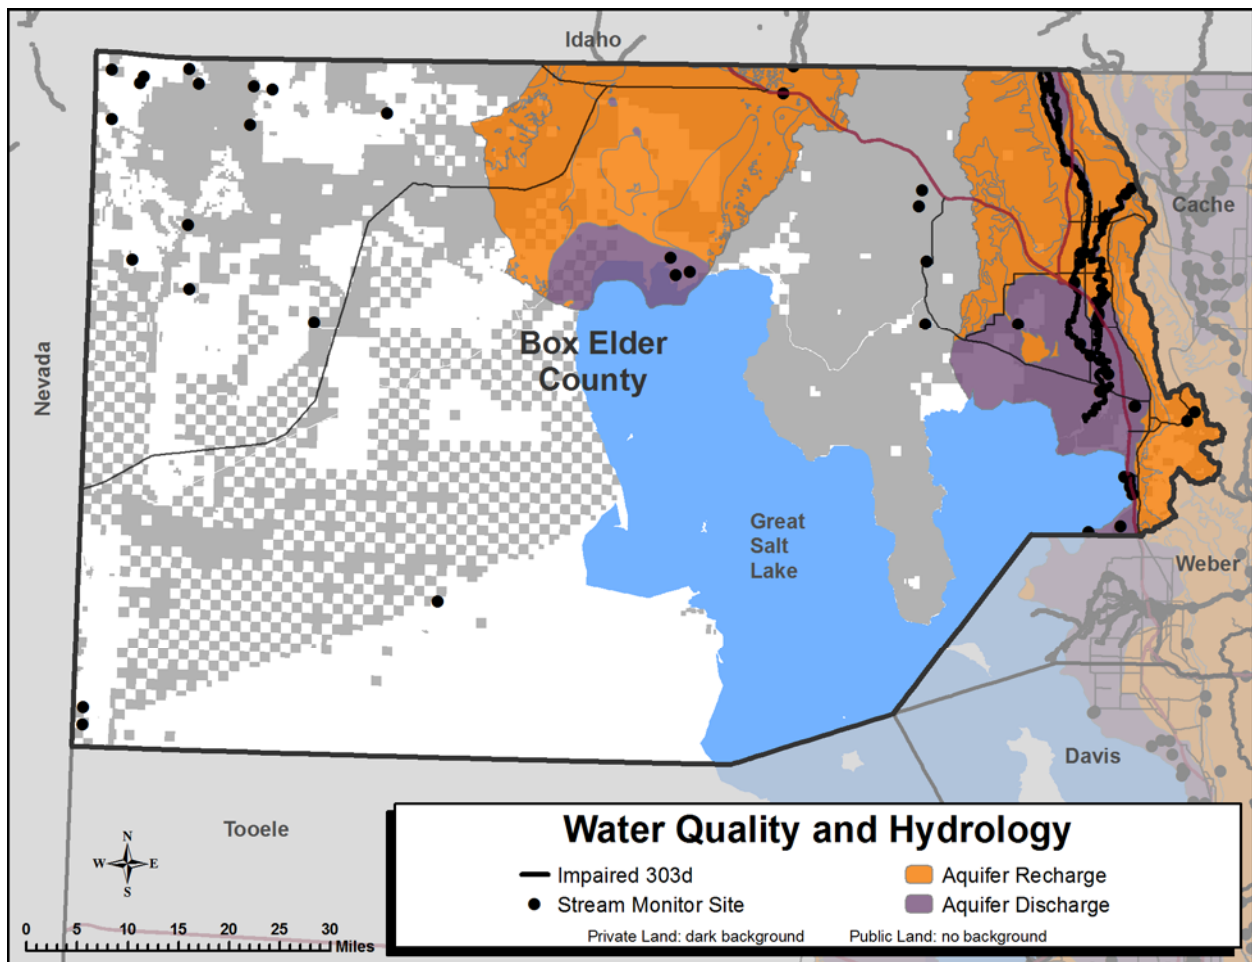 Idaho
Cache
Nevada
Box Elder
County
Great
Salt
Lake
Weber
Davis
Tooele
N
W E
S
0 5 10 15 20 25 30
Miles
Water Quality and Hydrology
Impaired 303d
Aquifer Recharge
Stream Monitor Site
Aquifer Discharge
Private Land: dark background Public Land: no background